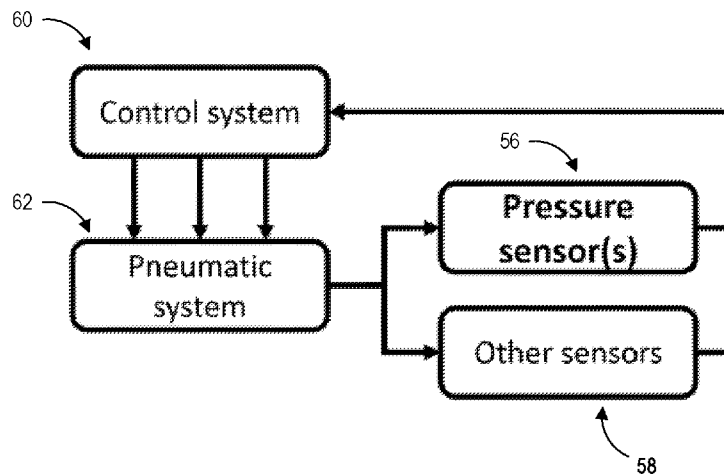 60
Control system
56
62
Pressure
sensor(s)
Pneumatic
system
Other sensors
58